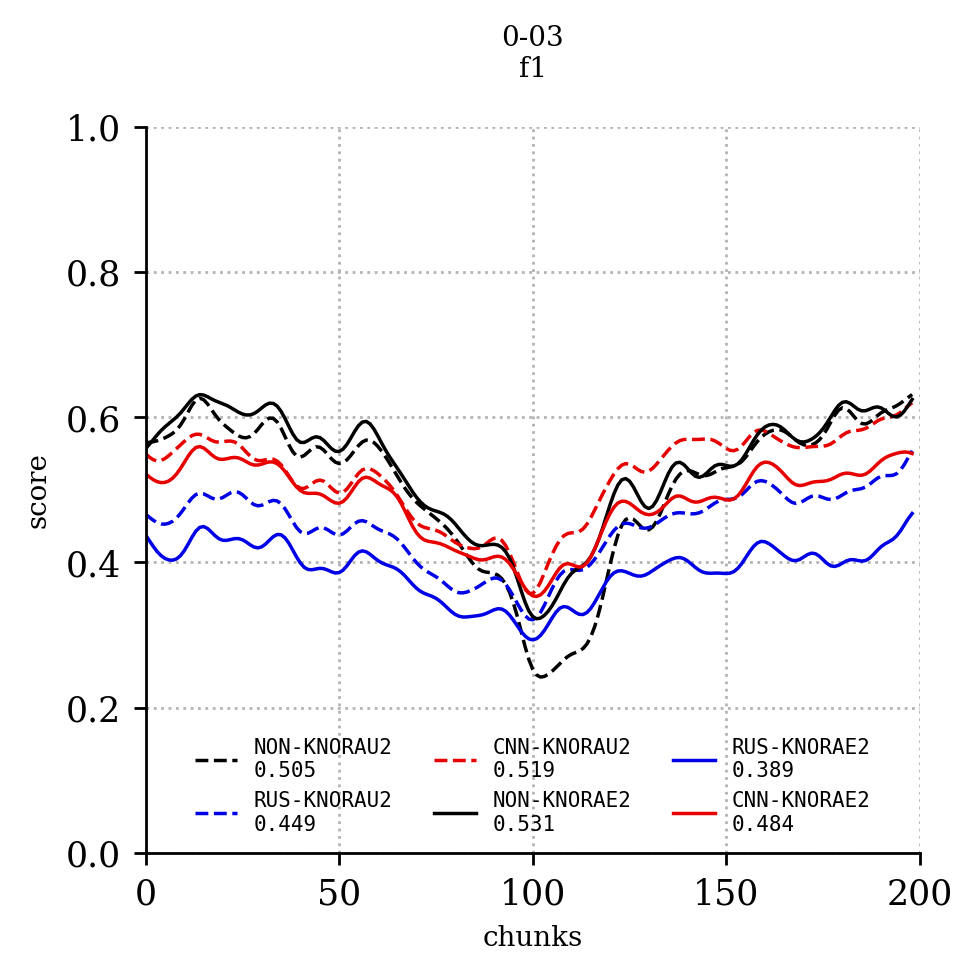 0-03
f1
1.0
0.8
0.6
0.4
0.2
0.0
score
NON-KNORAU2
0.505
RUS-KNORAU2
0.449
CNN-KNORAU2
0.519
NON-KNORAE2
0.531
RUS-KNORAE2
0.389
CNN-KNORAE2
0.484
0 50 100 150 200
chunks